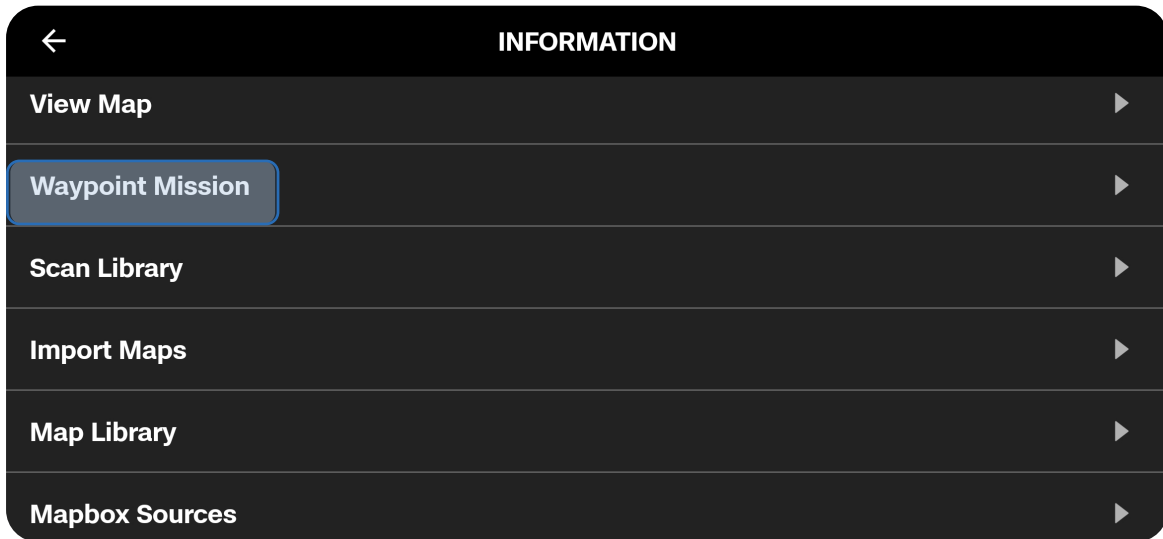 INFORMATION
View Map
Waypoint Mission
Scan Library
Import Maps
Map Library
Mapbox Sources